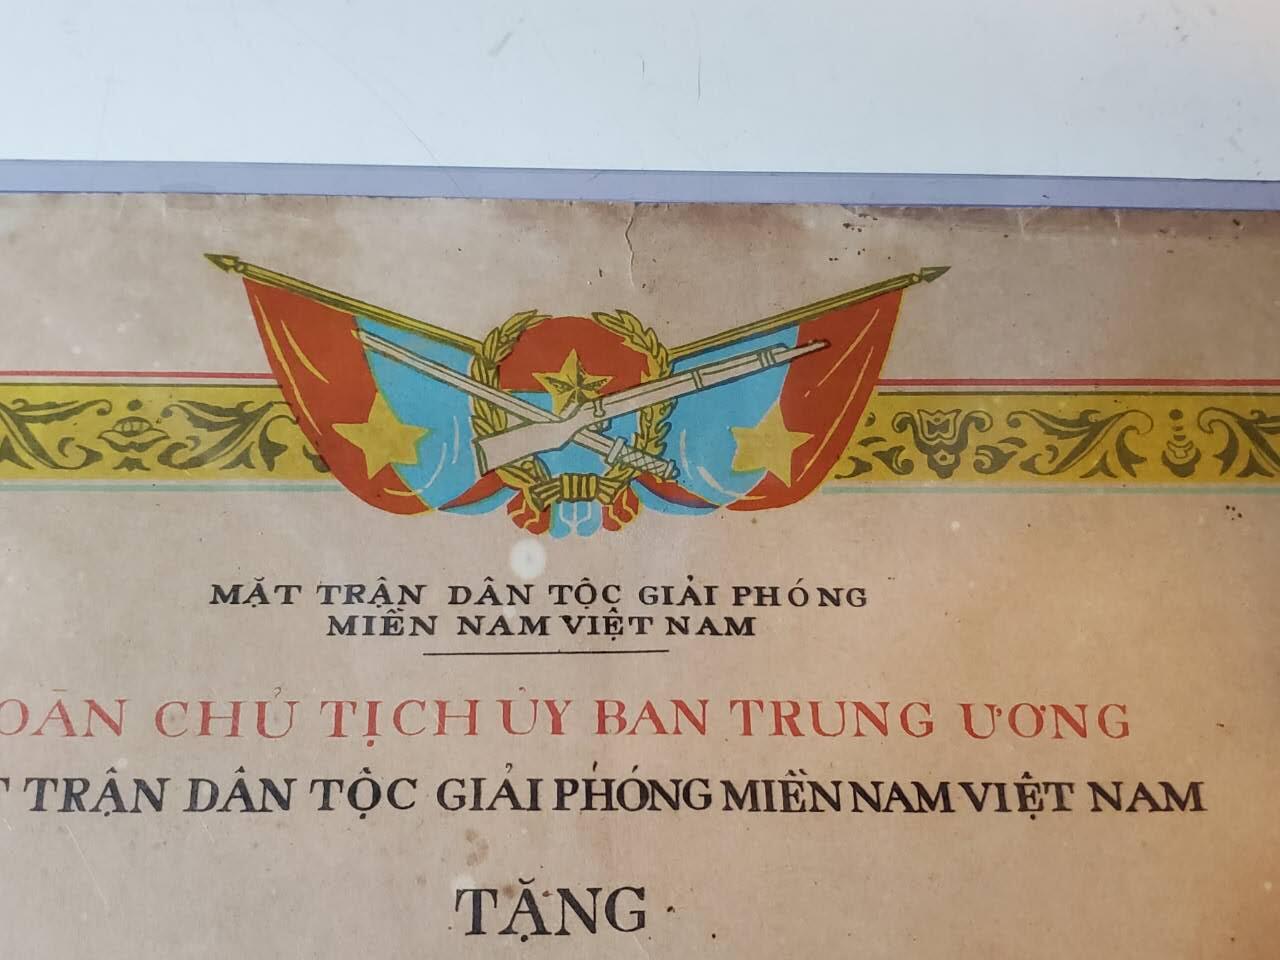 MẶT TRẬN DÂN TỘC GIẢI PHÓNG
MIỀN NAM VIỆT NAM
CHỦ TỊCH ỦY BAN TRUNG ƯƠNG
TRẬN DÂN TỘC GIẢI PHÓNG MIỀN NAM VIỆT NAM
TẶNG